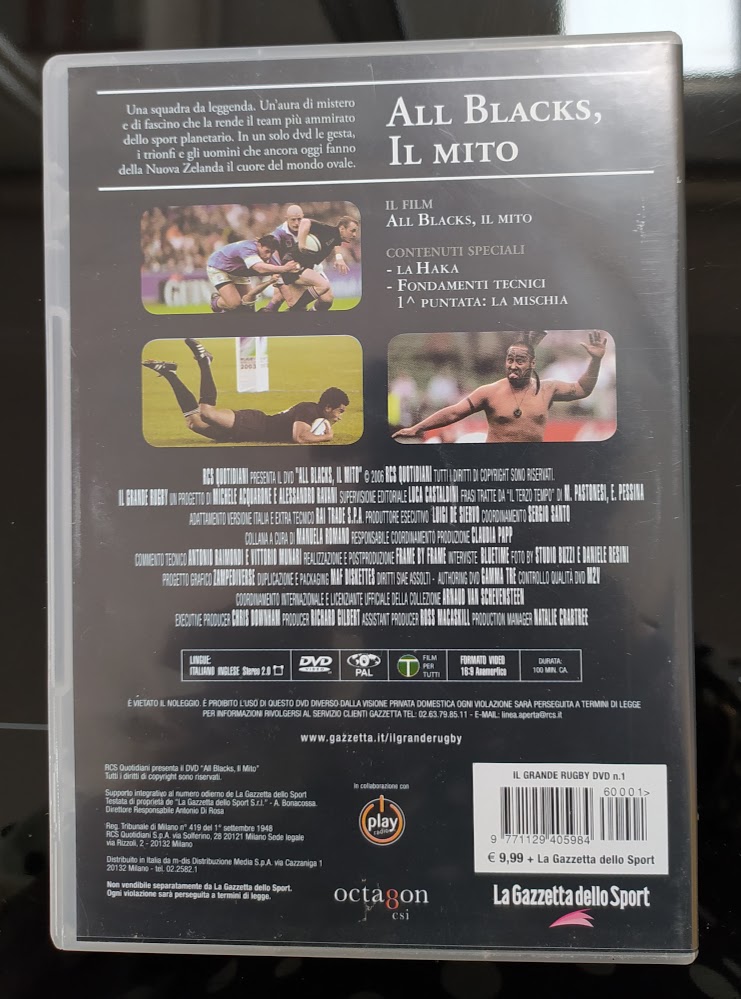 Una squadra da leggenda. Un'aura di mistero
e di fascino che la rende il team più ammirato
dello sport planetario. In un solo dvd le gesta,
i trionfi e gli uomini che ancora oggi fanno
della Nuova Zelanda il cuore del mondo ovale.
ALL BLACKS,
IL MITO
IL FILM
ALL BLACKS, IL MITO
CONTENUTI SPECIALI
- LA HAKA
- FONDAMENTI TECNICI
1^ PUNTATA: LA MISCHIA
RCS QUOTIDIANI PRESENTA IL DVD "ALL BLACKS, IL MITO" © 2006 RCS QUOTIDIANI TUTTI I DIRITTI DI COPYRIGHT SONO RISERVATI.
IL GRANDE RUGBY UN PROGETTO DI MICHELE ACQUARONE E ALESSANDRO RAVANI SUPERVISIONE EDITORIALE LUCA CASTALDINI FRASI TRATTE DA "IL TERZO TEMPO" DI M. PASTONESI, E. PESSINA
ADATTAMENTO VERSIONE ITALIA E EXTRA TECNICI RAI TRADE S.P.A. PRODUTTORE ESECUTIVO LUIGI DE SIERVO COORDINAMENTO SERGIO SANTO
COLLANA A CURA DI MANUELA ROMANO RESPONSABILE COORDINAMENTO PRODUZIONE CLAUDIA PAPP
COMMENTO TECNICO ANTONIO RAIMONDI E VITTORIO MUNARI REALIZZAZIONE E POSTPRODUZIONE FRAME BY FRAME INTERVISTE BLUETIME FOTO BY STUDIO BUZZI E DANIELE RESINI
PROGETTO GRAFICO ZAMPEDIVERSE DUPLICAZIONE E PACKAGING MAF DISKETTES DIRITTI SIAE ASSOLTI - AUTHORING DVD GAMMA TRE CONTROLLO QUALITÀ DVD M2V
COORDINAMENTO INTERNAZIONALE E LICENZIANTE UFFICIALE DELLA COLLEZIONE ARNAUD VAN SCHEVENSTEEN
EXECUTIVE PRODUCER CHRIS DOWNHAM PRODUCER RICHARD GILBERT ASSISTANT PRODUCER ROSS MACASKILL PRODUCTION MANAGER NATALIE CRABTREE
LINGUE:
ITALIANO INGLESE Stereo 2.0
DVD
VIDEO
PAL
T
FILM
PER
TUTTI
FORMATO VIDEO
16:9 Anamorfico
DURATA:
100 MIN. CA.
È VIETATO IL NOLEGGIO. È PROIBITO L'USO DI QUESTO DVD DIVERSO DALLA VISIONE PRIVATA DOMESTICA OGNI VIOLAZIONE SARÀ PERSEGUITA A TERMINI DI LEGGE
PER INFORMAZIONI RIVOLGERSI AL SERVIZIO CLIENTI GAZZETTA TEL: 02.63.79.85.11 - E-MAIL: linea.aperta@rcs.it
www.gazzetta.it/ilgranderugby
RCS Quotidiani presenta il DVD "All Blacks, Il Mito"
Tutti i diritti di copyright sono riservati.
Supporto integrativo al numero odierno de La Gazzetta dello Sport
Testata di proprietà de "La Gazzetta dello Sport S.r.l." - A. Bonacossa.
Direttore Responsabile Antonio Di Rosa
Reg. Tribunale di Milano n° 419 del 1° settembre 1948
RCS Quotidiani S.p.A. via Solferino, 28 20121 Milano Sede legale
via Rizzoli, 2 - 20132 Milano
Distribuito in Italia da m-dis Distribuzione Media S.p.A. via Cazzaniga 1
20132 Milano - tel. 02.2582.1
Non vendibile separatamente da La Gazzetta dello Sport.
Ogni violazione sarà perseguita a termini di legge.
In collaborazione con
play
radio
octagon
csi
IL GRANDE RUGBY DVD n.1
60001>
9 771129 405984
€ 9,99 + La Gazzetta dello Sport
La Gazzetta dello Sport